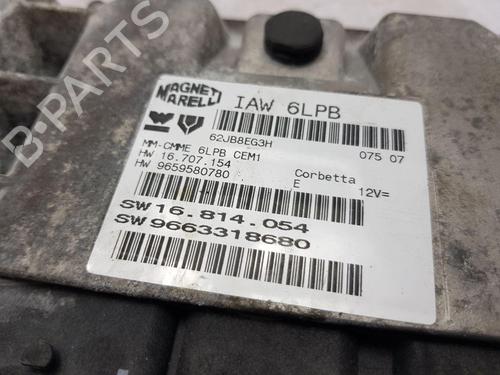 MAGNETI
MARELLI
IAW 6LPB
62JB8EG3H
075 07
MM-CMME 6LPB CEM1
HW 16.707.154
HW 9659580780
Corbetta
E
12V=
SW 16.814.054
SW 9663318680
B-PARTS